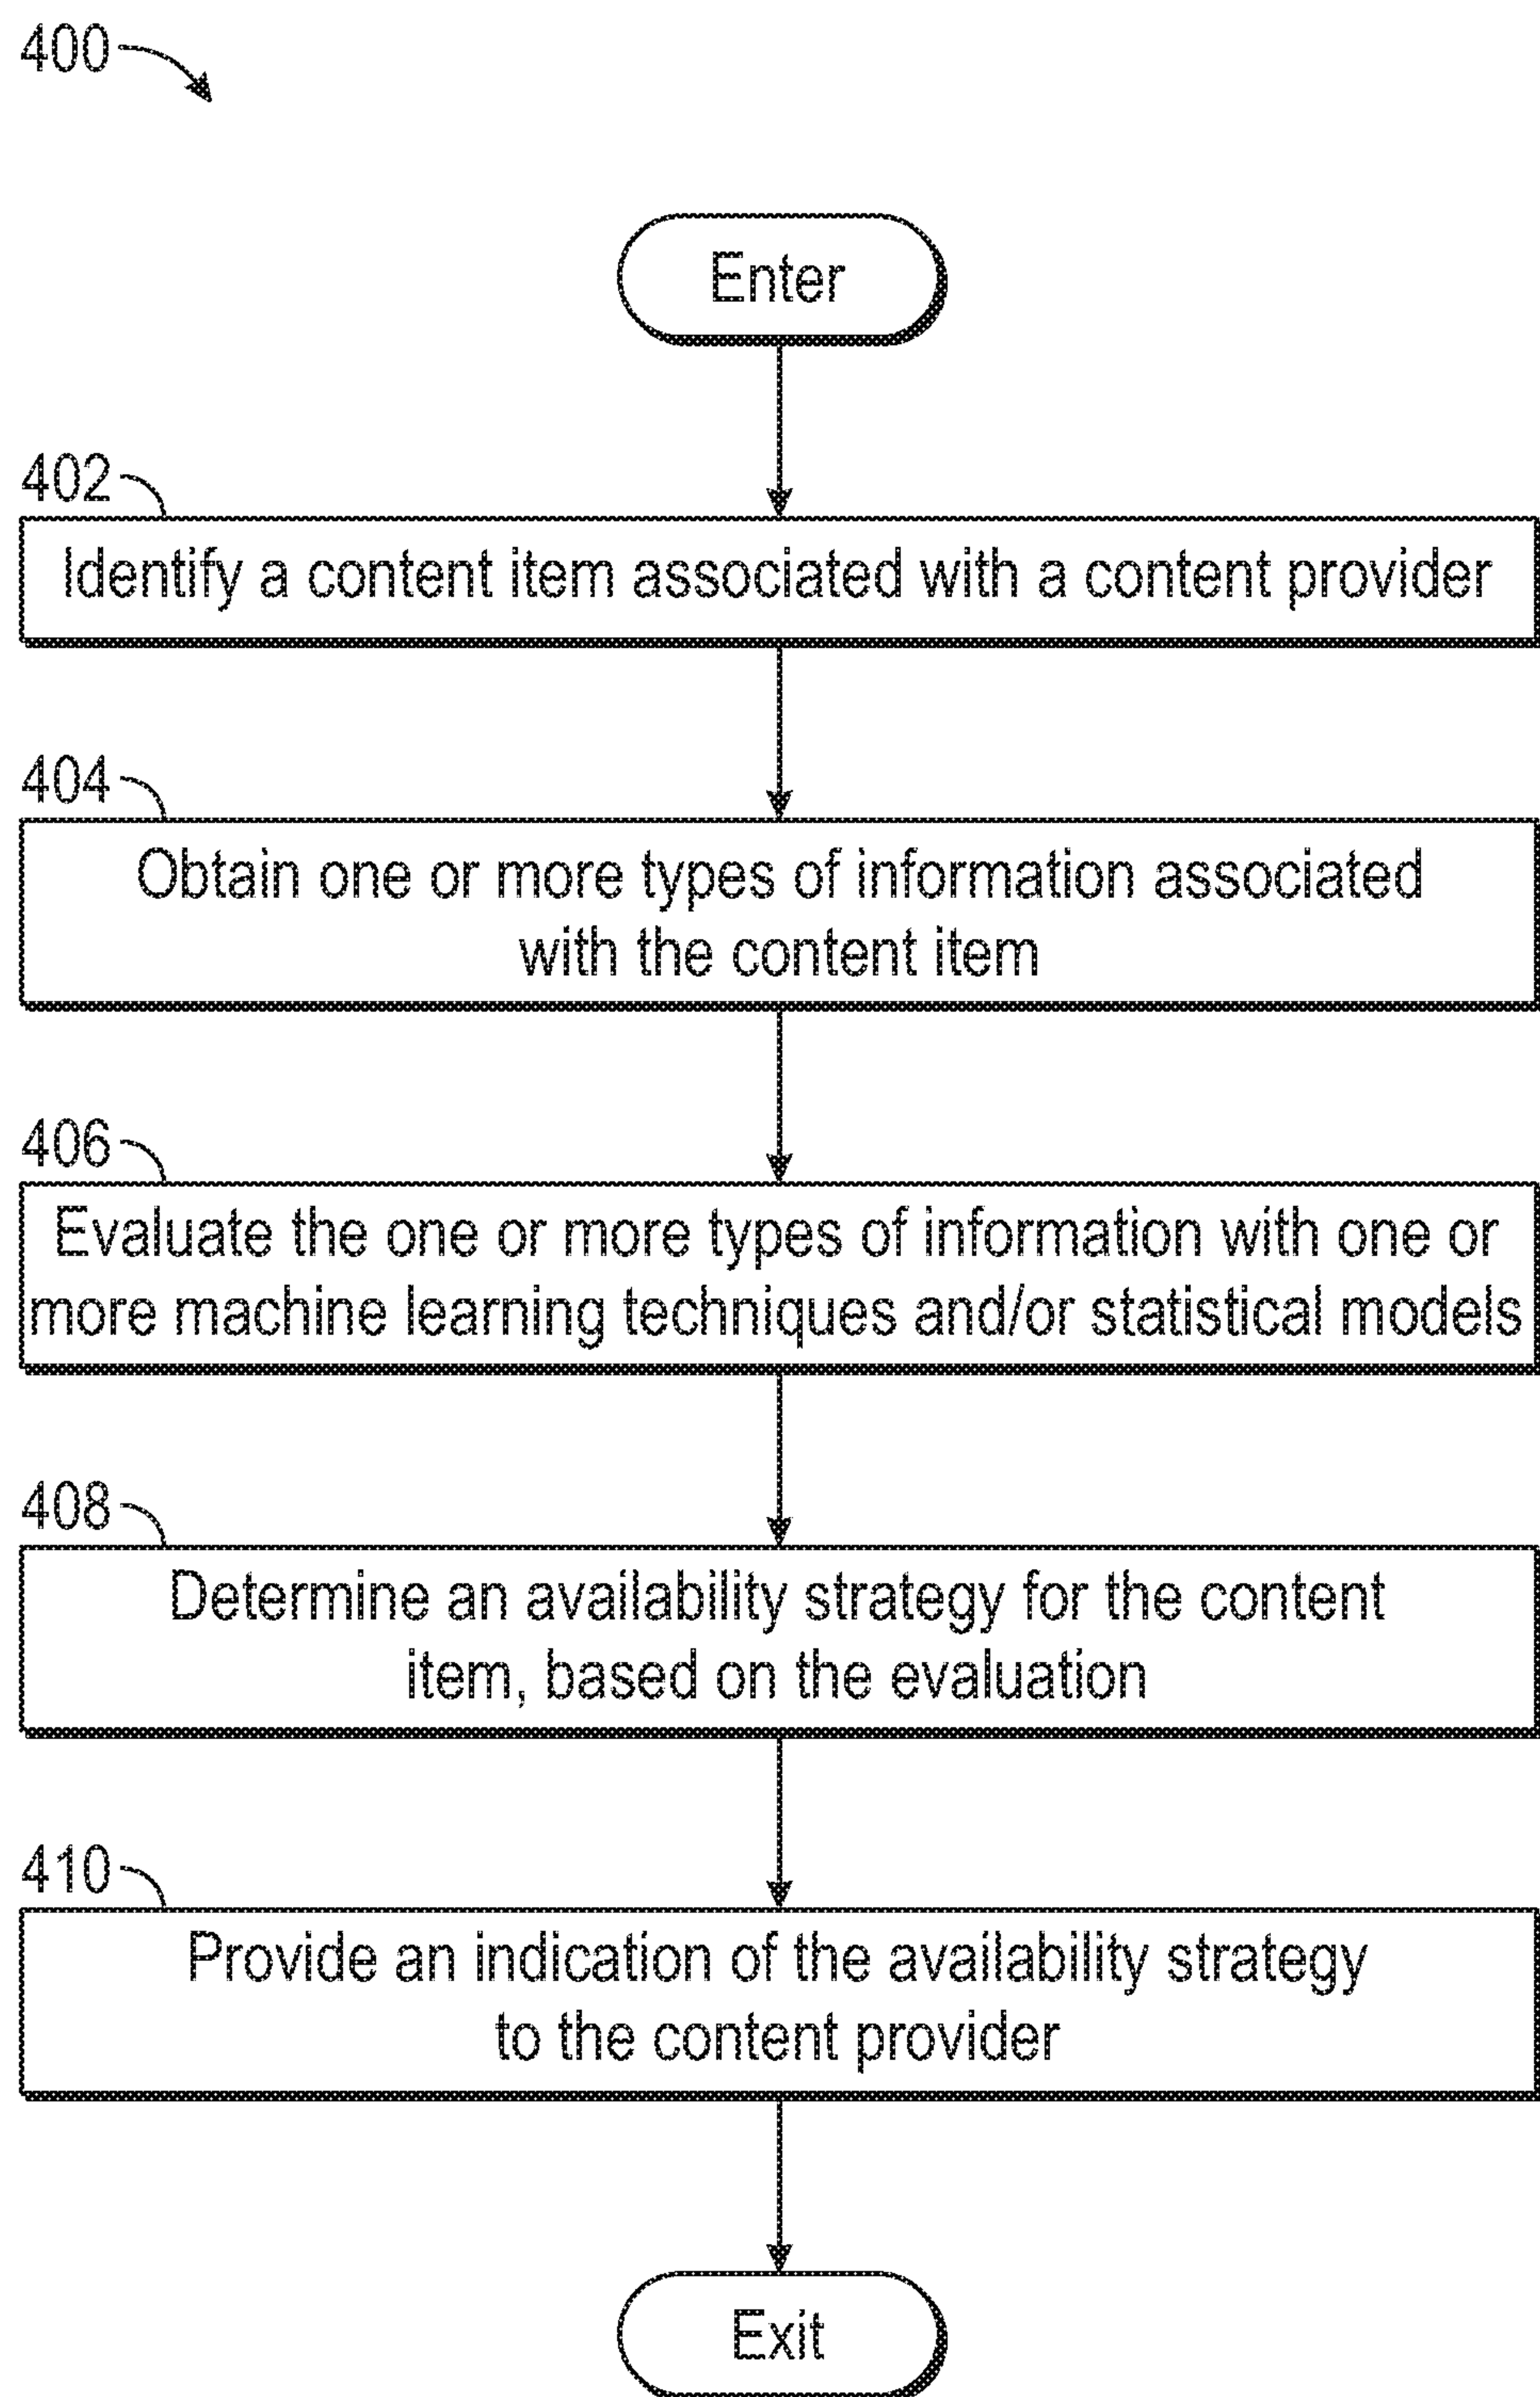 400
Enter
402
Identify a content item associated with a content provider
404
Obtain one or more types of information associated
with the content item
406
Evaluate the one or more types of information with one or
more machine learning techniques and/or statistical models
408
Determine an availability strategy for the content
item, based on the evaluation
410
Provide an indication of the availability strategy
to the content provider
Exit